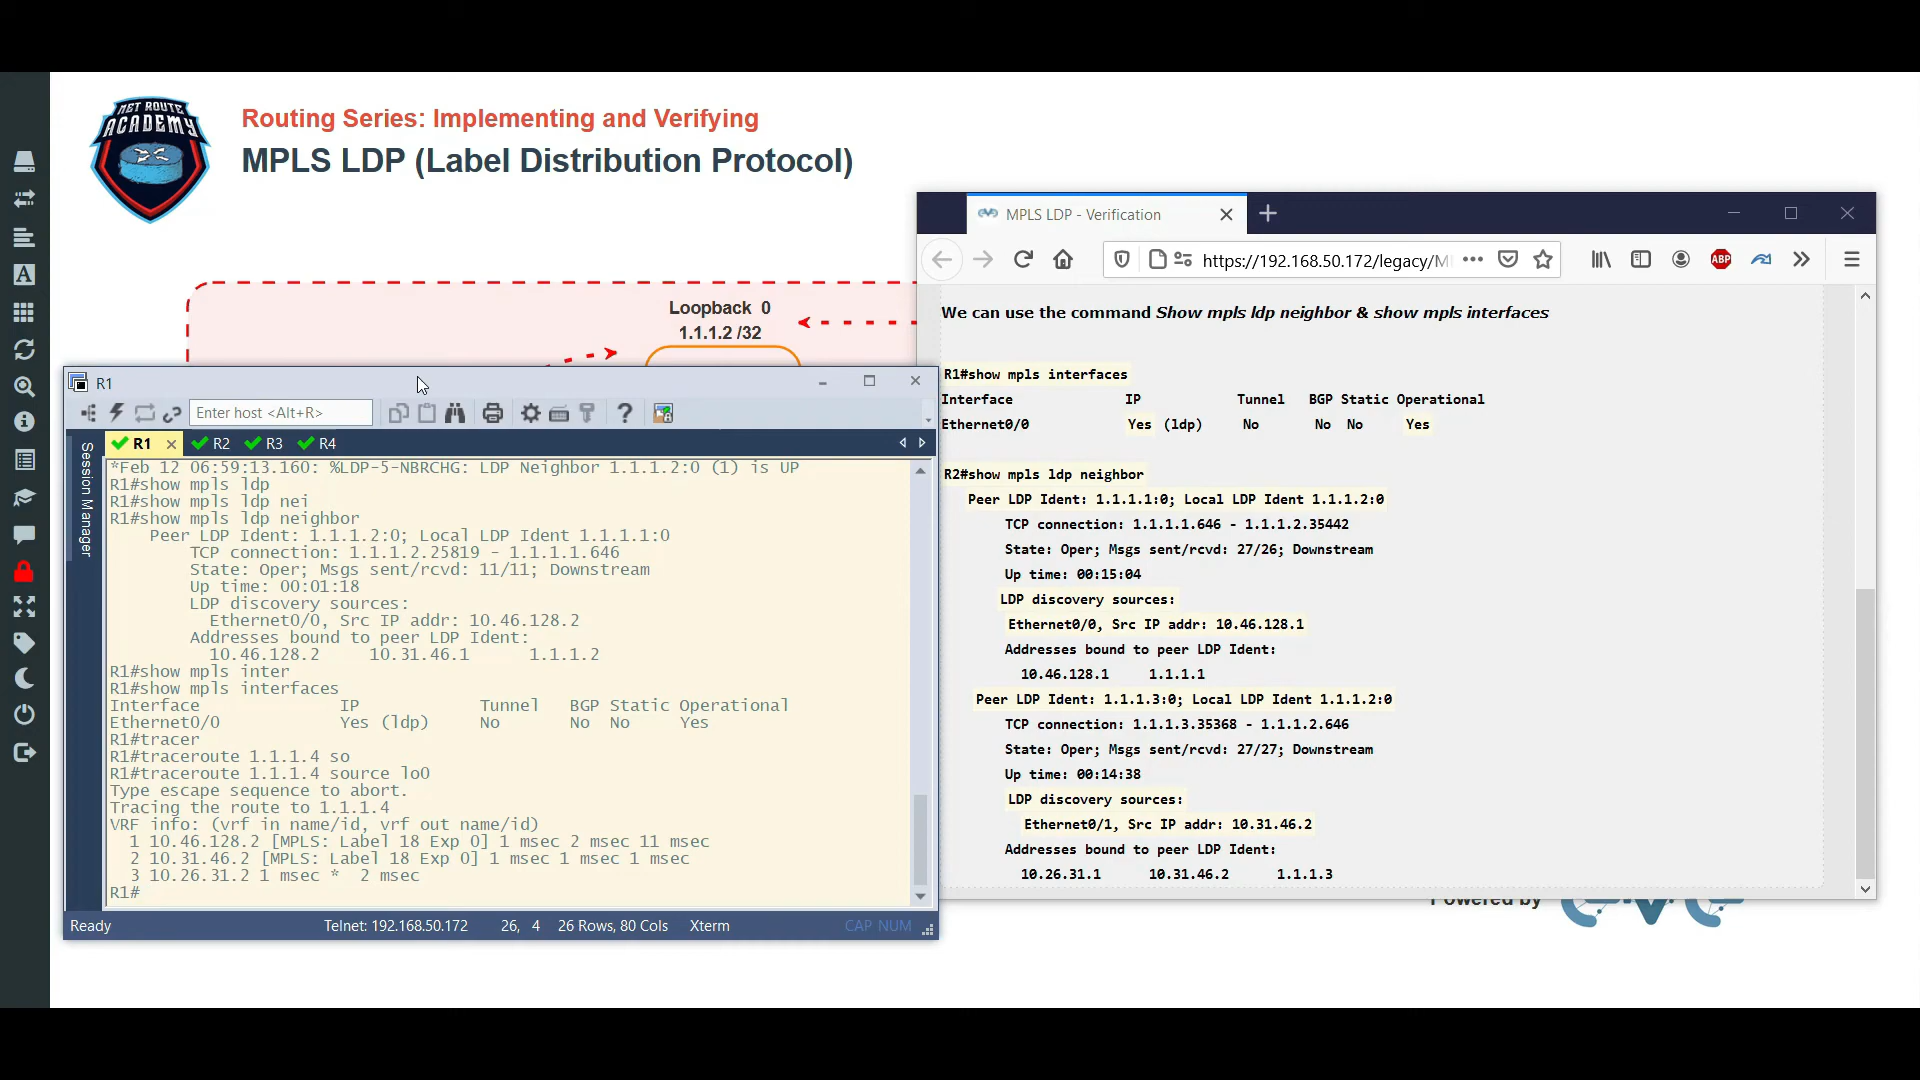 NET ROUTE
ACADEMY
Routing Series: Implementing and Verifying
MPLS LDP (Label Distribution Protocol)
Loopback 0
1.1.1.2 /32
R1
Enter host <Alt+R>
Session Manager
R1
R2
R3
R4
*Feb 12 06:59:13.160: %LDP-5-NBRCHG: LDP Neighbor 1.1.1.2:0 (1) is UP
R1#show mpls ldp
R1#show mpls ldp nei
R1#show mpls ldp neighbor
Peer LDP Ident: 1.1.1.2:0; Local LDP Ident 1.1.1.1:0
TCP connection: 1.1.1.2.25819 - 1.1.1.1.646
State: Oper; Msgs sent/rcvd: 11/11; Downstream
Up time: 00:01:18
LDP discovery sources:
Ethernet0/0, Src IP addr: 10.46.128.2
Addresses bound to peer LDP Ident:
10.46.128.2 10.31.46.1 1.1.1.2
R1#show mpls inter
R1#show mpls interfaces
Interface IP Tunnel BGP Static Operational
Ethernet0/0 Yes (ldp) No No No Yes
R1#tracer
R1#traceroute 1.1.1.4 so
R1#traceroute 1.1.1.4 source lo0
Type escape sequence to abort.
Tracing the route to 1.1.1.4
VRF info: (vrf in name/id, vrf out name/id)
1 10.46.128.2 [MPLS: Label 18 Exp 0] 1 msec 2 msec 11 msec
2 10.31.46.2 [MPLS: Label 18 Exp 0] 1 msec 1 msec 1 msec
3 10.26.31.2 1 msec * 2 msec
R1#
Ready Telnet: 192.168.50.172 26, 4 26 Rows, 80 Cols Xterm CAP NUM
MPLS LDP - Verification
https://192.168.50.172/legacy/M
ABP
We can use the command Show mpls ldp neighbor & show mpls interfaces
R1#show mpls interfaces
Interface IP Tunnel BGP Static Operational
Ethernet0/0 Yes (ldp) No No No Yes
R2#show mpls ldp neighbor
Peer LDP Ident: 1.1.1.1:0; Local LDP Ident 1.1.1.2:0
TCP connection: 1.1.1.1.646 - 1.1.1.2.35442
State: Oper; Msgs sent/rcvd: 27/26; Downstream
Up time: 00:15:04
LDP discovery sources:
Ethernet0/0, Src IP addr: 10.46.128.1
Addresses bound to peer LDP Ident:
10.46.128.1 1.1.1.1
Peer LDP Ident: 1.1.1.3:0; Local LDP Ident 1.1.1.2:0
TCP connection: 1.1.1.3.35368 - 1.1.1.2.646
State: Oper; Msgs sent/rcvd: 27/27; Downstream
Up time: 00:14:38
LDP discovery sources:
Ethernet0/1, Src IP addr: 10.31.46.2
Addresses bound to peer LDP Ident:
10.26.31.1 10.31.46.2 1.1.1.3
Powered by